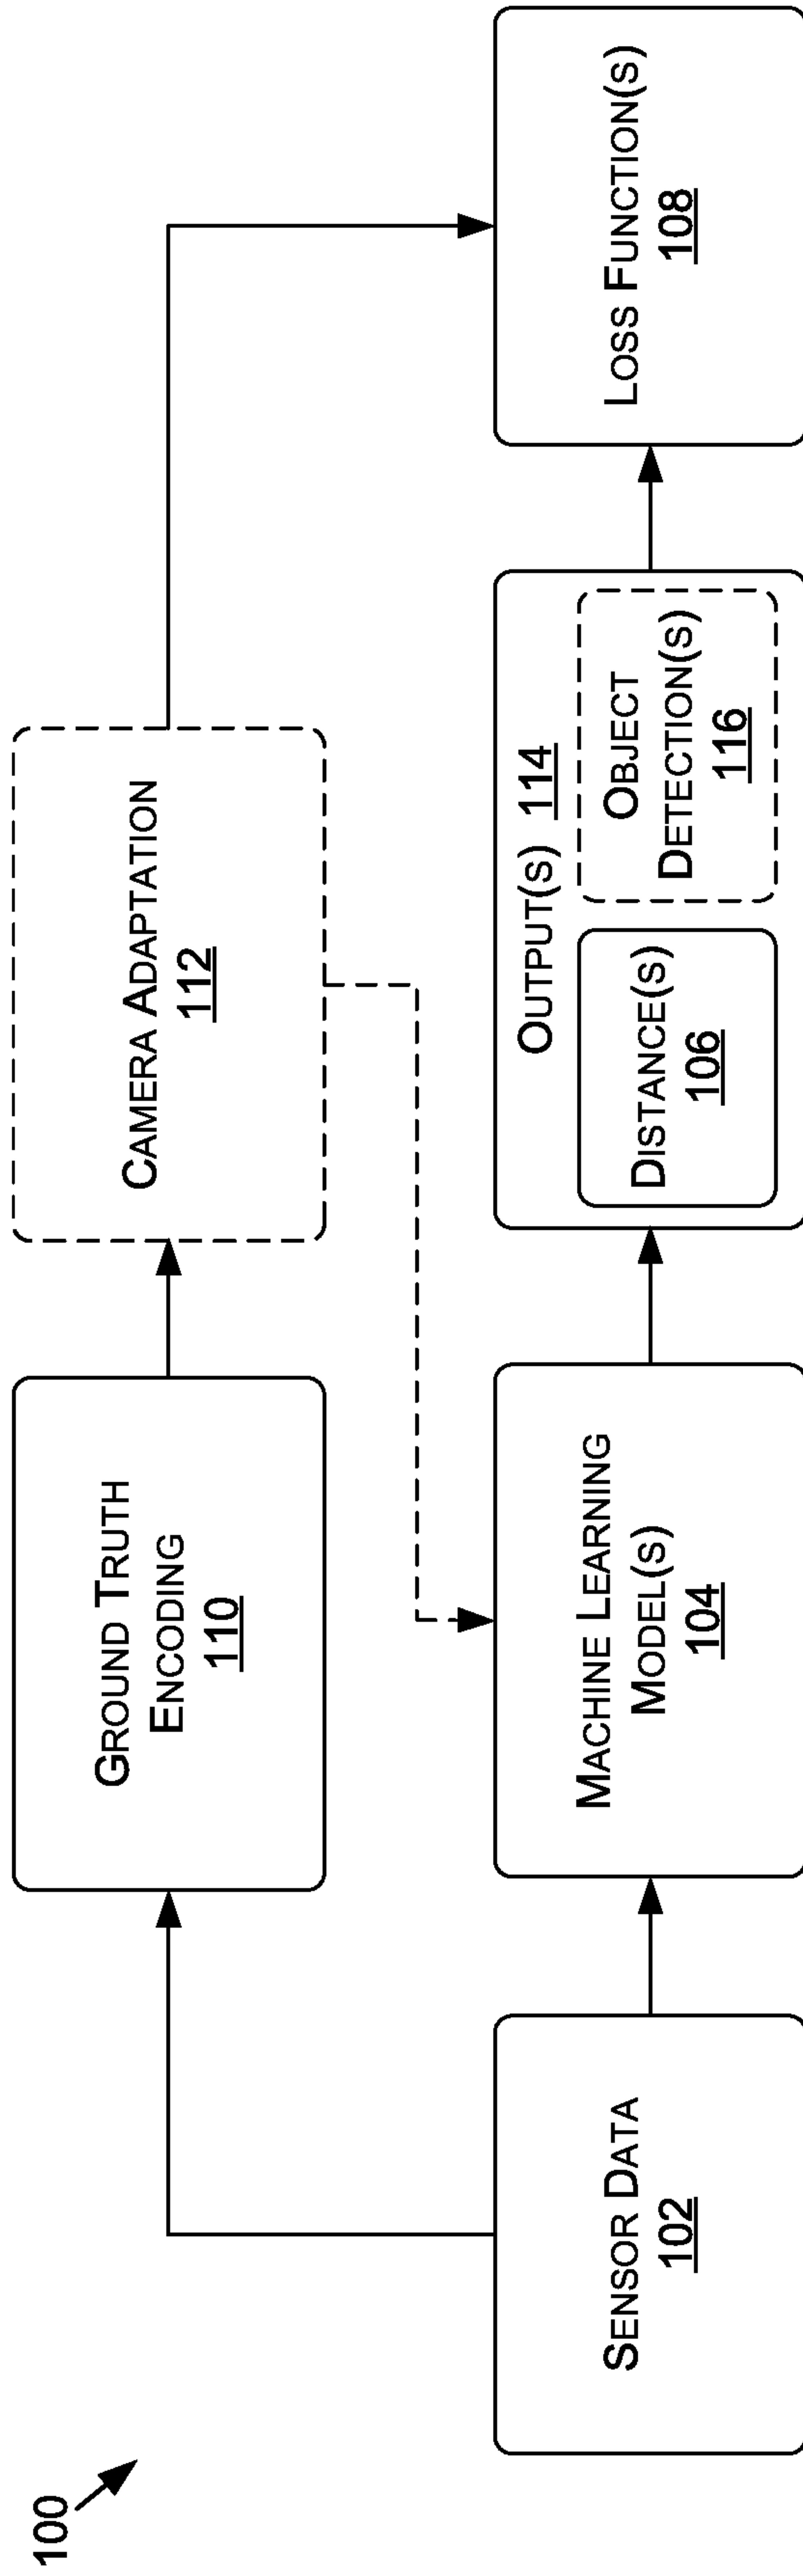 100
GROUND TRUTH
ENCODING
110
CAMERA ADAPTATION
112
SENSOR DATA
102
MACHINE LEARNING
MODEL(S)
104
OUTPUT(S) 114
DISTANCE(S)
106
OBJECT
DETECTION(S)
116
LOSS FUNCTION(S)
108